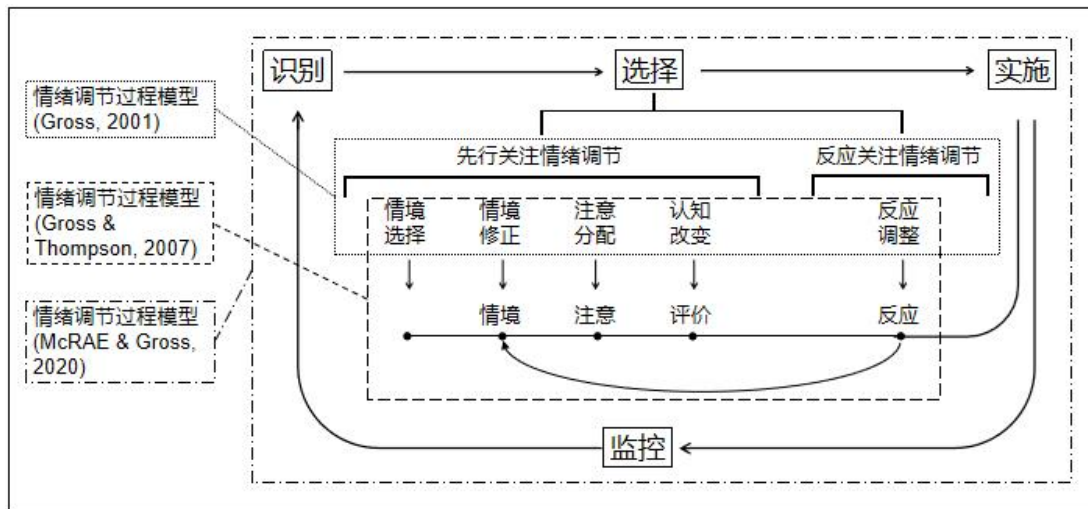 识别
选择
实施
情绪调节过程模型
(Gross, 2001)
先行关注情绪调节
反应关注情绪调节
情绪调节过程模型
(Gross &
Thompson, 2007)
情境
选择
情境
修正
注意
分配
认知
改变
反应
调整
情绪调节过程模型
(McRAE & Gross,
2020)
情境
注意
评价
反应
监控